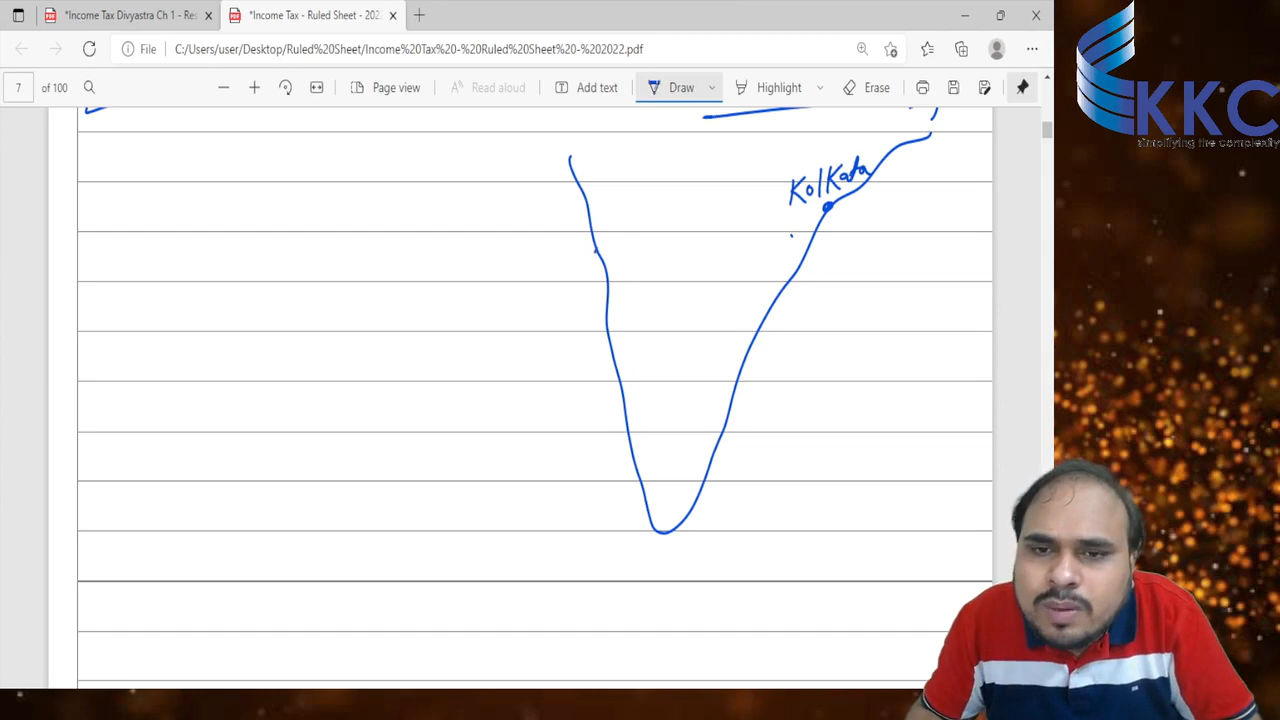 *Income Tax Divyastra Ch 1 - Res
*Income Tax - Ruled Sheet - 202
File
C:/Users/user/Desktop/Ruled%20Sheet/Income%20Tax%20-%20Ruled%20Sheet%20-%202022.pdf
7 of 100
Page view
Read aloud
Add text
Draw
Highlight
Erase
KolKata
KKC
simplifying the complexity